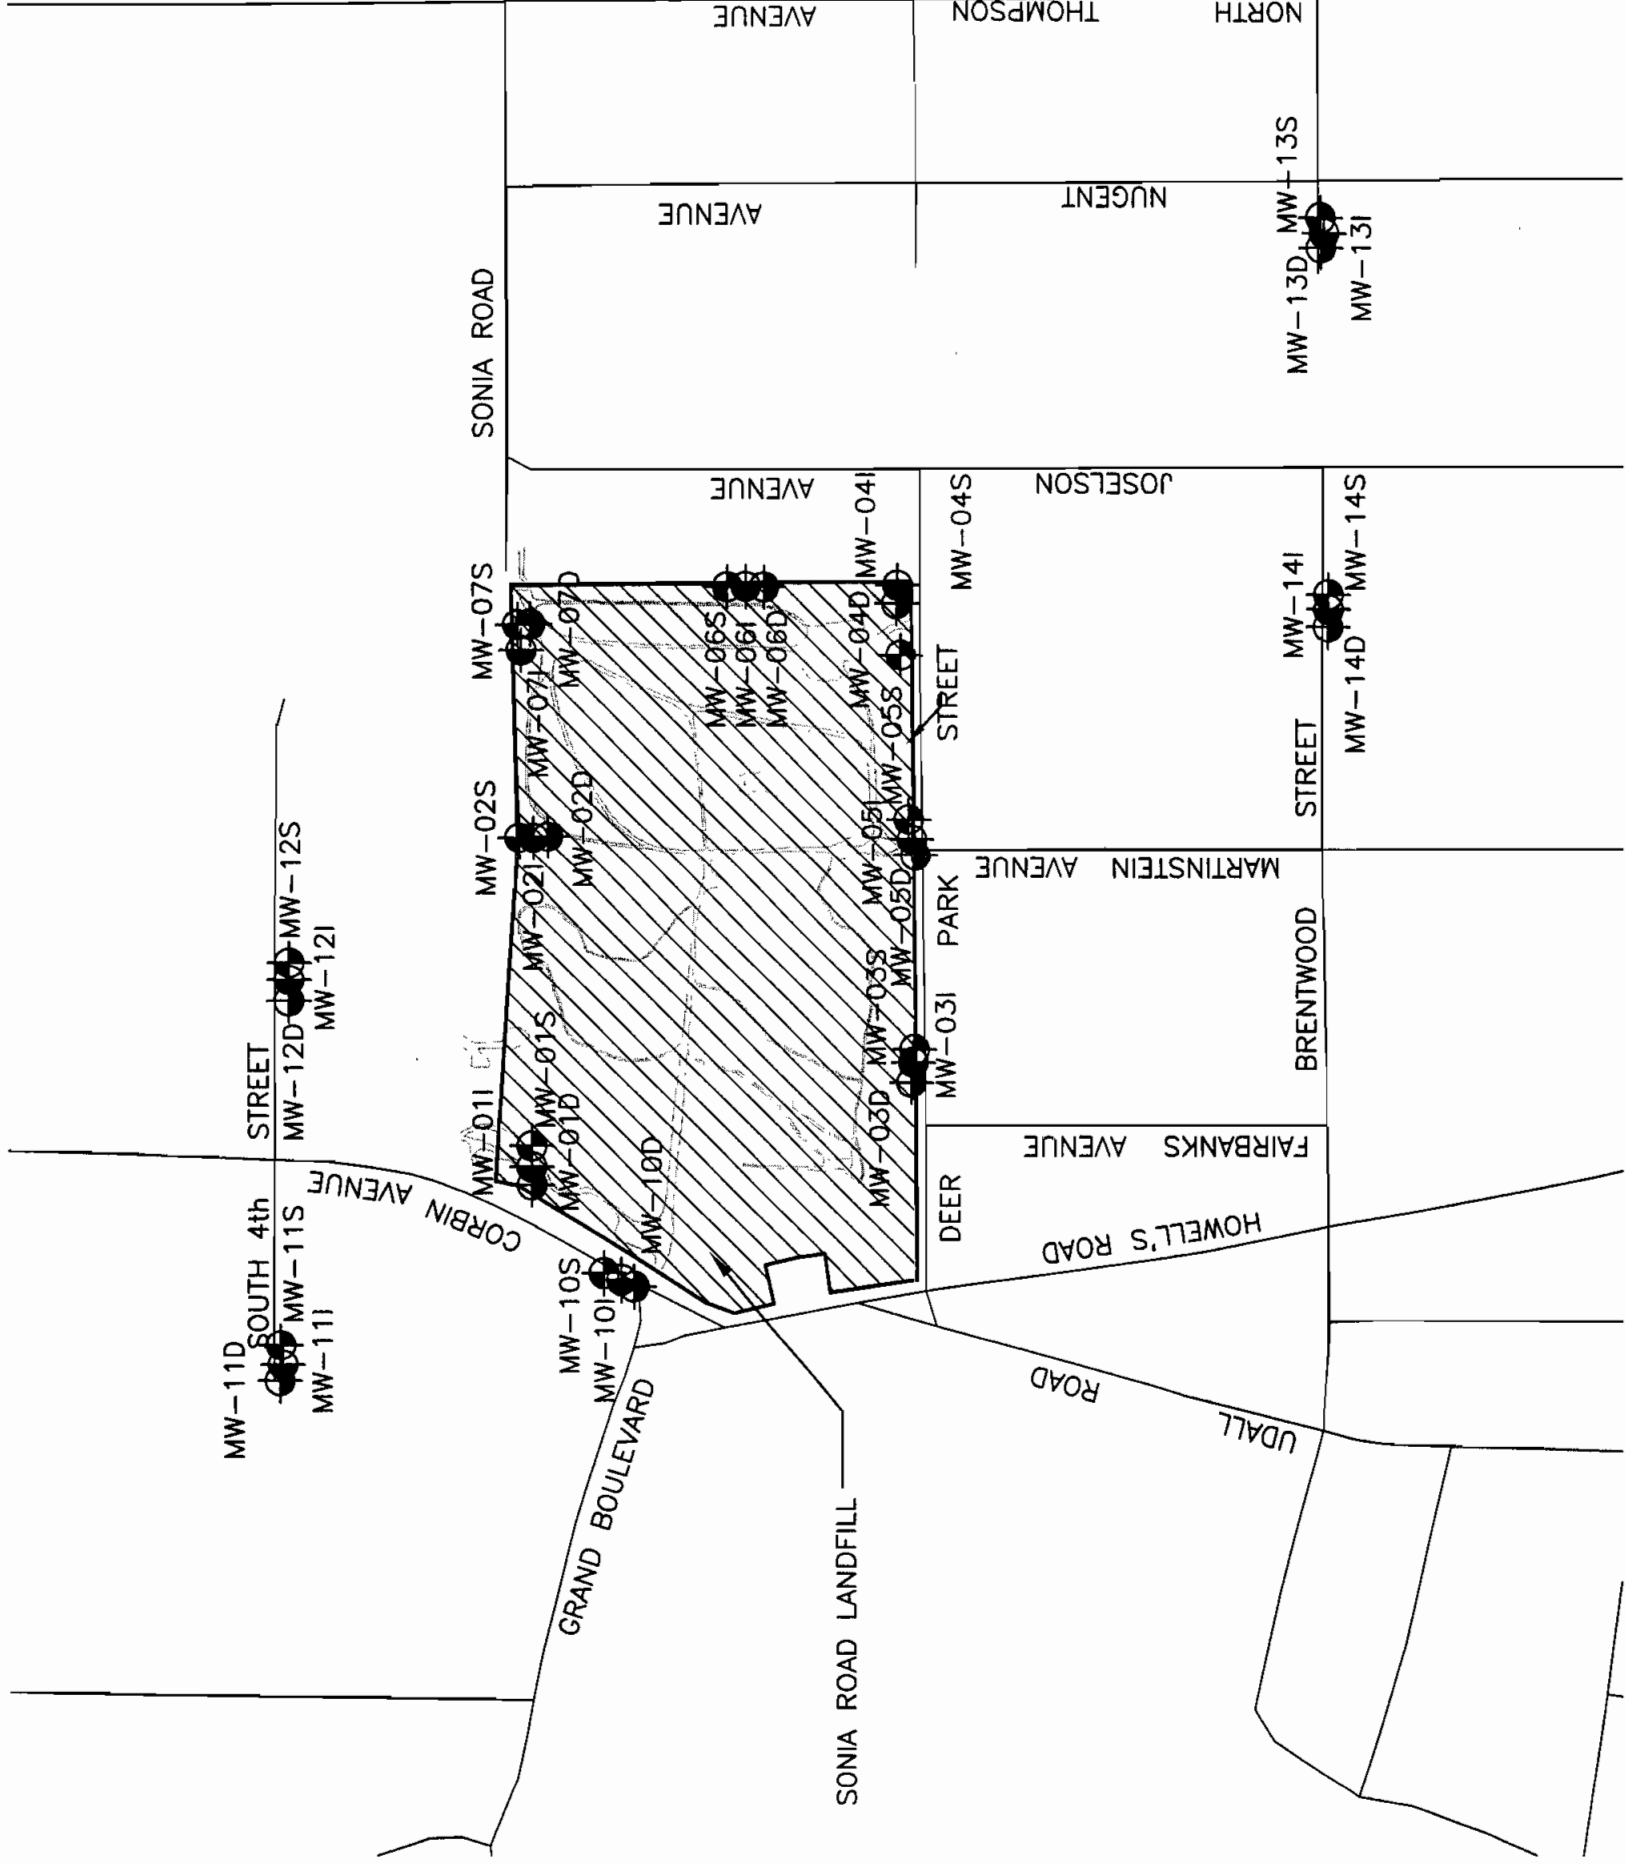 AVENUE
THOMPSON
NORTH
AVENUE
NUGENT
MW-13S
MW-13D
MW-13I
SONIA ROAD
AVENUE
JOSELSON
MW-07S
MW-07D
MW-07I
MW-06S
MW-06I
MW-06D
MW-04I
MW-04S
MW-04D
MW-14I
MW-14S
MW-14D
MW-02S
MW-02D
MW-02I
MW-05S
MW-05I
MW-05D
STREET
PARK
DEER
STREET
BRENTWOOD
MARTINSTEIN AVENUE
MW-12S
MW-12I
MW-12D
STREET
SOUTH 4th
MW-01I
MW-01S
MW-01D
MW-03S
MW-03I
MW-03D
FAIRBANKS AVENUE
CORBIN AVENUE
MW-10D
MW-10S
MW-10I
HOWELL'S ROAD
MW-11D
MW-11S
MW-11I
GRAND BOULEVARD
UDALL
ROAD
SONIA ROAD LANDFILL